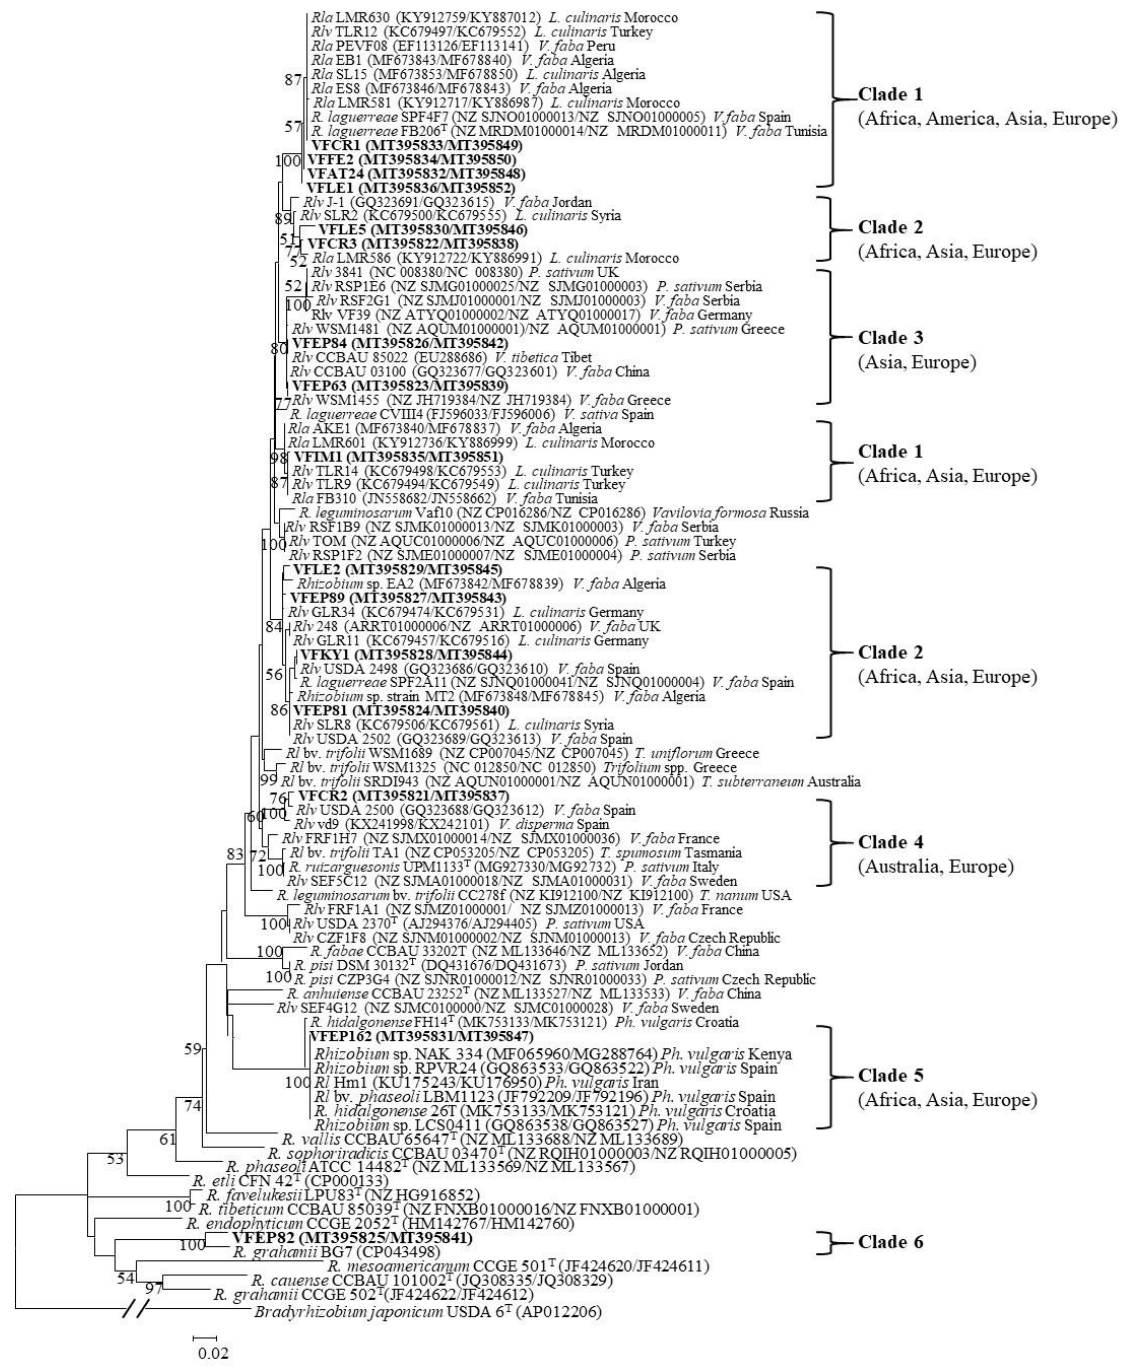 Rla LMR630 (KY912759/KY887012) L. culinaris Morocco
Rlv TLR12 (KC679497/KC679552) L. culinaris Turkey
Rla PEVF08 (EF113126/EF113141) V. faba Peru
Rla EB1 (MF673843/MF678840) V. faba Algeria
87 Rla SL15 (MF673853/MF678850) L. culinaris Algeria
Rla ES8 (MF673846/MF678843) V. faba Algeria
Clade 1
Rla LMR581 (KY912717/KY886987) L. culinaris Morocco
(Africa, America, Asia, Europe)
R. laguerreae SPF4F7 (NZ SJNO01000013/NZ SJNO01000005) V.faba Spain
57 R. laguerreae FB206T (NZ MRDM01000014/NZ MRDM01000011) V. faba Tunisia
VFCR1 (MT395833/MT395849)
100 VFFE2 (MT395834/MT395850)
VFAT24 (MT395832/MT395848)
VFLE1 (MT395836/MT395852)
Rlv J-1 (GQ323691/GQ323615) V. faba Jordan
89 Rlv SLR2 (KC679500/KC679555) L. culinaris Syria
VFLE5 (MT395830/MT395846)
Clade 2
51 VFCR3 (MT395822/MT395838)
(Africa, Asia, Europe)
52 Rla LMR586 (KY912722/KY886991) L. culinaris Morocco
Rlv 3841 (NC 008380/NC 008380) P. sativum UK
52 Rlv RSP1E6 (NZ SJMG01000025/NZ SJMG01000003) P. sativum Serbia
100 Rlv RSF2G1 (NZ SJMJ01000001/NZ SJMJ01000003) V. faba Serbia
Rlv VF39 (NZ ATYQ01000002/NZ ATYQ01000017) V. faba Germany
Rlv WSM1481 (NZ AQUM01000001)/NZ AQUM01000001) P. sativum Greece
Clade 3
80 VFEP84 (MT395826/MT395842)
Rlv CCBAU 85022 (EU288686) V. tibetica Tibet
(Asia, Europe)
Rlv CCBAU 03100 (GQ323677/GQ323601) V. faba China
VFEP63 (MT395823/MT395839)
77 Rlv WSM1455 (NZ JH719384/NZ JH719384) V. faba Greece
R. laguerreae CVIII4 (FJ596033/FJ596006) V. sativa Spain
Rla AKE1 (MF673840/MF678837) V. faba Algeria
Rla LMR601 (KY912736/KY886999) L. culinaris Morocco
Clade 1
98 VFIM1 (MT395835/MT395851)
(Africa, Asia, Europe)
Rlv TLR14 (KC679498/KC679553) L. culinaris Turkey
87 Rlv TLR9 (KC679494/KC679549) L. culinaris Turkey
Rla FB310 (JN558682/JN558662) V. faba Tunisia
R. leguminosarum Vaf10 (NZ CP016286/NZ CP016286) Vavilovia formosa Russia
Rlv RSF1B9 (NZ SJMK01000013/NZ SJMK01000003) V. faba Serbia
100 Rlv TOM (NZ AQUC01000006/NZ AQUC01000006) P. sativum Turkey
Rlv RSP1F2 (NZ SJME01000007/NZ SJME01000004) P. sativum Serbia
VFLE2 (MT395829/MT395845)
Rhizobium sp. EA2 (MF673842/MF678839) V. faba Algeria
VFEP89 (MT395827/MT395843)
Rlv GLR34 (KC679474/KC679531) L. culinaris Germany
84 Rlv 248 (ARRT01000006/NZ ARRT01000006) V. faba UK
Rlv GLR11 (KC679457/KC679516) L. culinaris Germany
VFKY1 (MT395828/MT395844)
Clade 2
56 Rlv USDA 2498 (GQ323686/GQ323610) V. faba Spain
(Africa, Asia, Europe)
R. laguerreae SPF2A11 (NZ SJNQ01000041/NZ SJNQ01000004) V. faba Spain
Rhizobium sp. strain MT2 (MF673848/MF678845) V. faba Algeria
86 VFEP81 (MT395824/MT395840)
Rlv SLR8 (KC679506/KC679561) L. culinaris Syria
Rlv USDA 2502 (GQ323689/GQ323613) V. faba Spain
Rl bv. trifolii WSM1689 (NZ CP007045/NZ CP007045) T. uniflorum Greece
Rl bv. trifolii WSM1325 (NC 012850/NC 012850) Trifolium spp. Greece
99 Rl bv. trifolii SRDI943 (NZ AQUN01000001/NZ AQUN01000001) T. subterraneum Australia
76 VFCR2 (MT395821/MT395837)
60 100 Rlv USDA 2500 (GQ323688/GQ323612) V. faba Spain
Rlv vd9 (KX241998/KX242101) V. disperma Spain
Rlv FRF1H7 (NZ SJMX01000014/NZ SJMX01000036) V. faba France
Clade 4
83 72 Rl bv. trifolii TA1 (NZ CP053205/NZ CP053205) T. spumosum Tasmania
(Australia, Europe)
100 R. ruizarguesonis UPM1133T (MG927330/MG92732) P. sativum Italy
Rlv SEF5C12 (NZ SJMA01000018/NZ SJMA01000031) V. faba Sweden
R. leguminosarum bv. trifolii CC278f (NZ KI912100/NZ KI912100) T. nanum USA
Rlv FRF1A1 (NZ SJMZ01000001/ NZ SJMZ01000013) V. faba France
100 Rlv USDA 2370T (AJ294376/AJ294405) P. sativum USA
Rlv CZF1F8 (NZ SJNM01000002/NZ SJNM01000013) V. faba Czech Republic
100 R. fabae CCBAU 33202T (NZ ML133646/NZ ML133652) V. faba China
R. pisi DSM 30132T (DQ431676/DQ431673) P. sativum Jordan
100 R. pisi CZP3G4 (NZ SJNR01000012/NZ SJNR01000033) P. sativum Czech Republic
R. anhuiense CCBAU 23252T (NZ ML133527/NZ ML133533) V. faba China
Rlv SEF4G12 (NZ SJMC0100000/NZ SJMC01000028) V. faba Sweden
R. hidalgonense FH14T (MK753133/MK753121) Ph. vulgaris Croatia
VFEP162 (MT395831/MT395847)
59 Rhizobium sp. NAK 334 (MF065960/MG288764) Ph. vulgaris Kenya
Rhizobium sp. RPVR24 (GQ863533/GQ863522) Ph. vulgaris Spain
Clade 5
100 Rl Hm1 (KU175243/KU176950) Ph. vulgaris Iran
Rl bv. phaseoli LBM1123 (JF792209/JF792196) Ph. vulgaris Spain
(Africa, Asia, Europe)
74 R. hidalgonense 26T (MK753133/MK753121) Ph. vulgaris Croatia
Rhizobium sp. LCS0411 (GQ863538/GQ863527) Ph. vulgaris Spain
61 R. vallis CCBAU 65647T (NZ ML133688/NZ ML133689)
R. sophoriradicis CCBAU 03470T (NZ RQIH01000003/NZ RQIH01000005)
53 R. phaseoli ATCC 14482T (NZ ML133569/NZ ML133567)
R. etli CFN 42T (CP000133)
R. favelukesii LPU83T (NZ HG916852)
100 R. tibeticum CCBAU 85039T (NZ FNXB01000016/NZ FNXB01000001)
R. endophyticum CCGE 2052T (HM142767/HM142760)
VFEP82 (MT395825/MT395841)
Clade 6
100 R. grahamii BG7 (CP043498)
R. mesoamericanum CCGE 501T (JF424620/JF424611)
54 R. cauense CCBAU 101002T (JQ308335/JQ308329)
97 R. grahamii CCGE 502T (JF424622/JF424612)
Bradyrhizobium japonicum USDA 6T (AP012206)
0.02